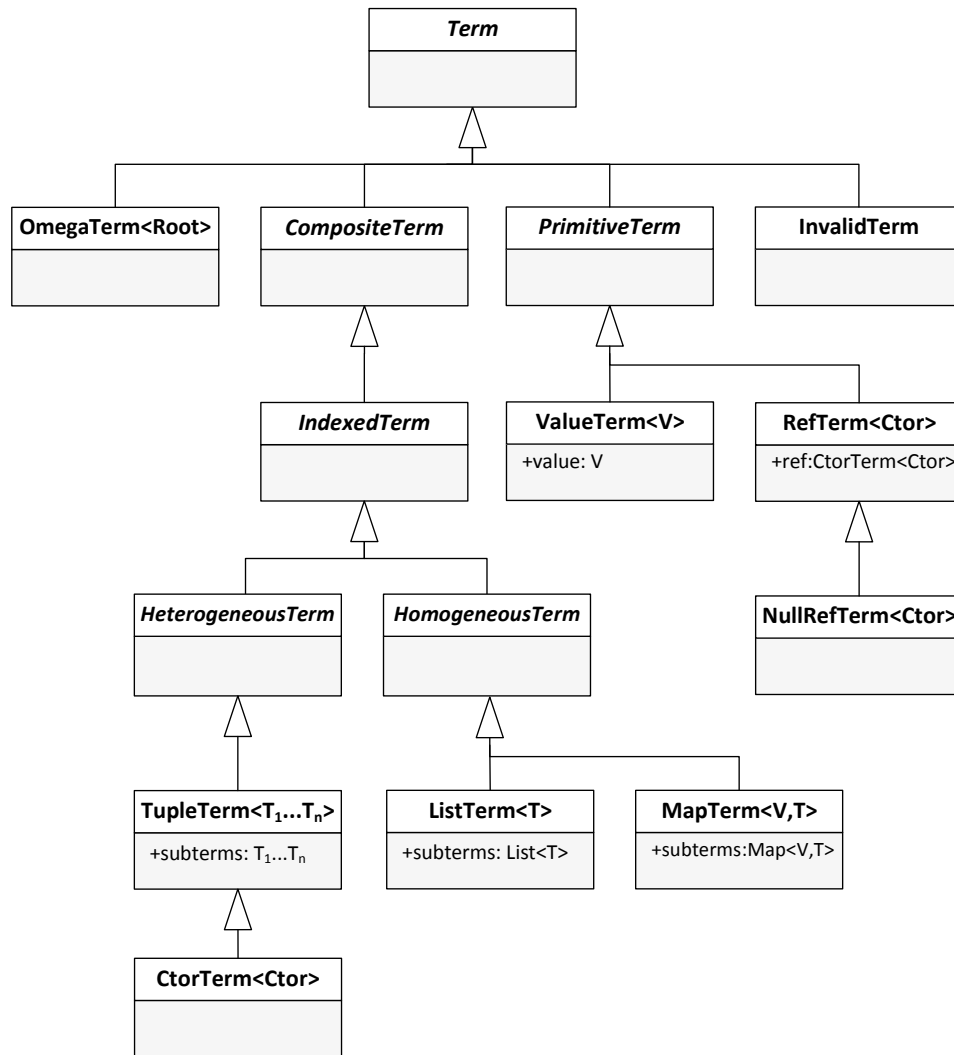 Term
OmegaTerm<Root>
CompositeTerm
PrimitiveTerm
InvalidTerm
IndexedTerm
ValueTerm<V>
+value: V
RefTerm<Ctor>
+ref:CtorTerm<Ctor>
HeterogeneousTerm
HomogeneousTerm
NullRefTerm<Ctor>
TupleTerm<T₁...Tₙ>
+subterms: T₁...Tₙ
ListTerm<T>
+subterms: List<T>
MapTerm<V,T>
+subterms:Map<V,T>
CtorTerm<Ctor>